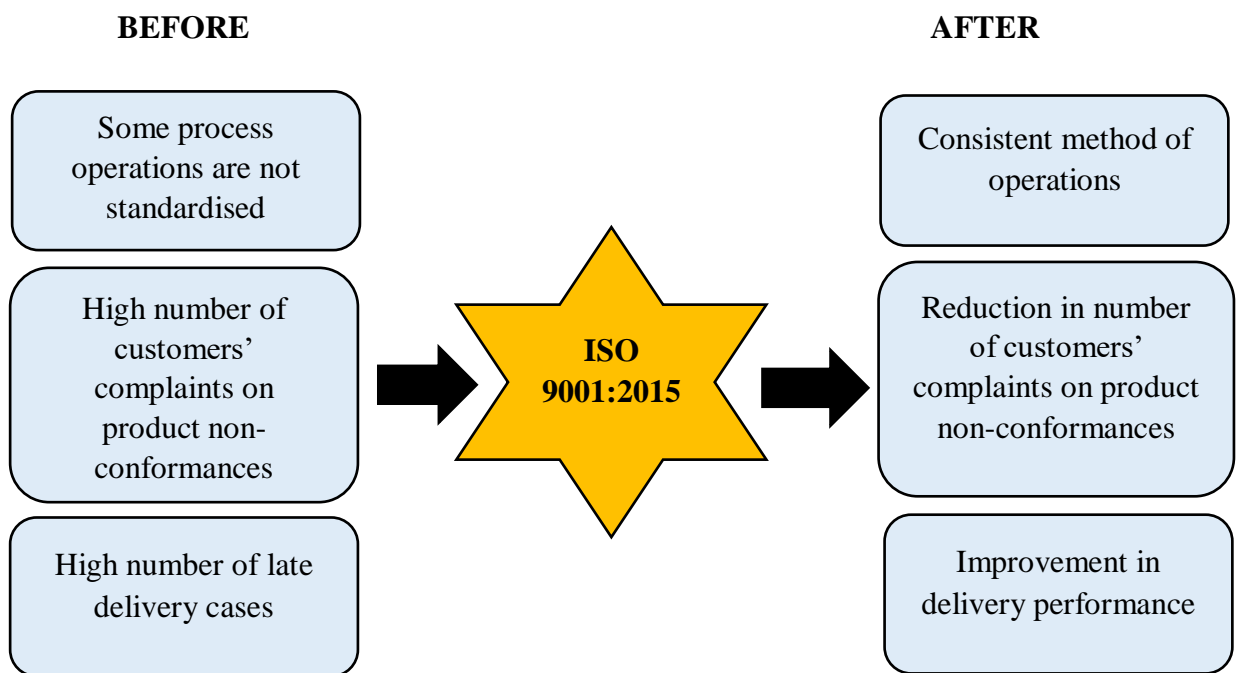 BEFORE
Some process
operations are not
standardised
High number of
customers’
complaints on
product non-
conformances
High number of late
delivery cases
ISO
9001:2015
AFTER
Consistent method of
operations
Reduction in number
of customers’
complaints on product
non-conformances
Improvement in
delivery performance